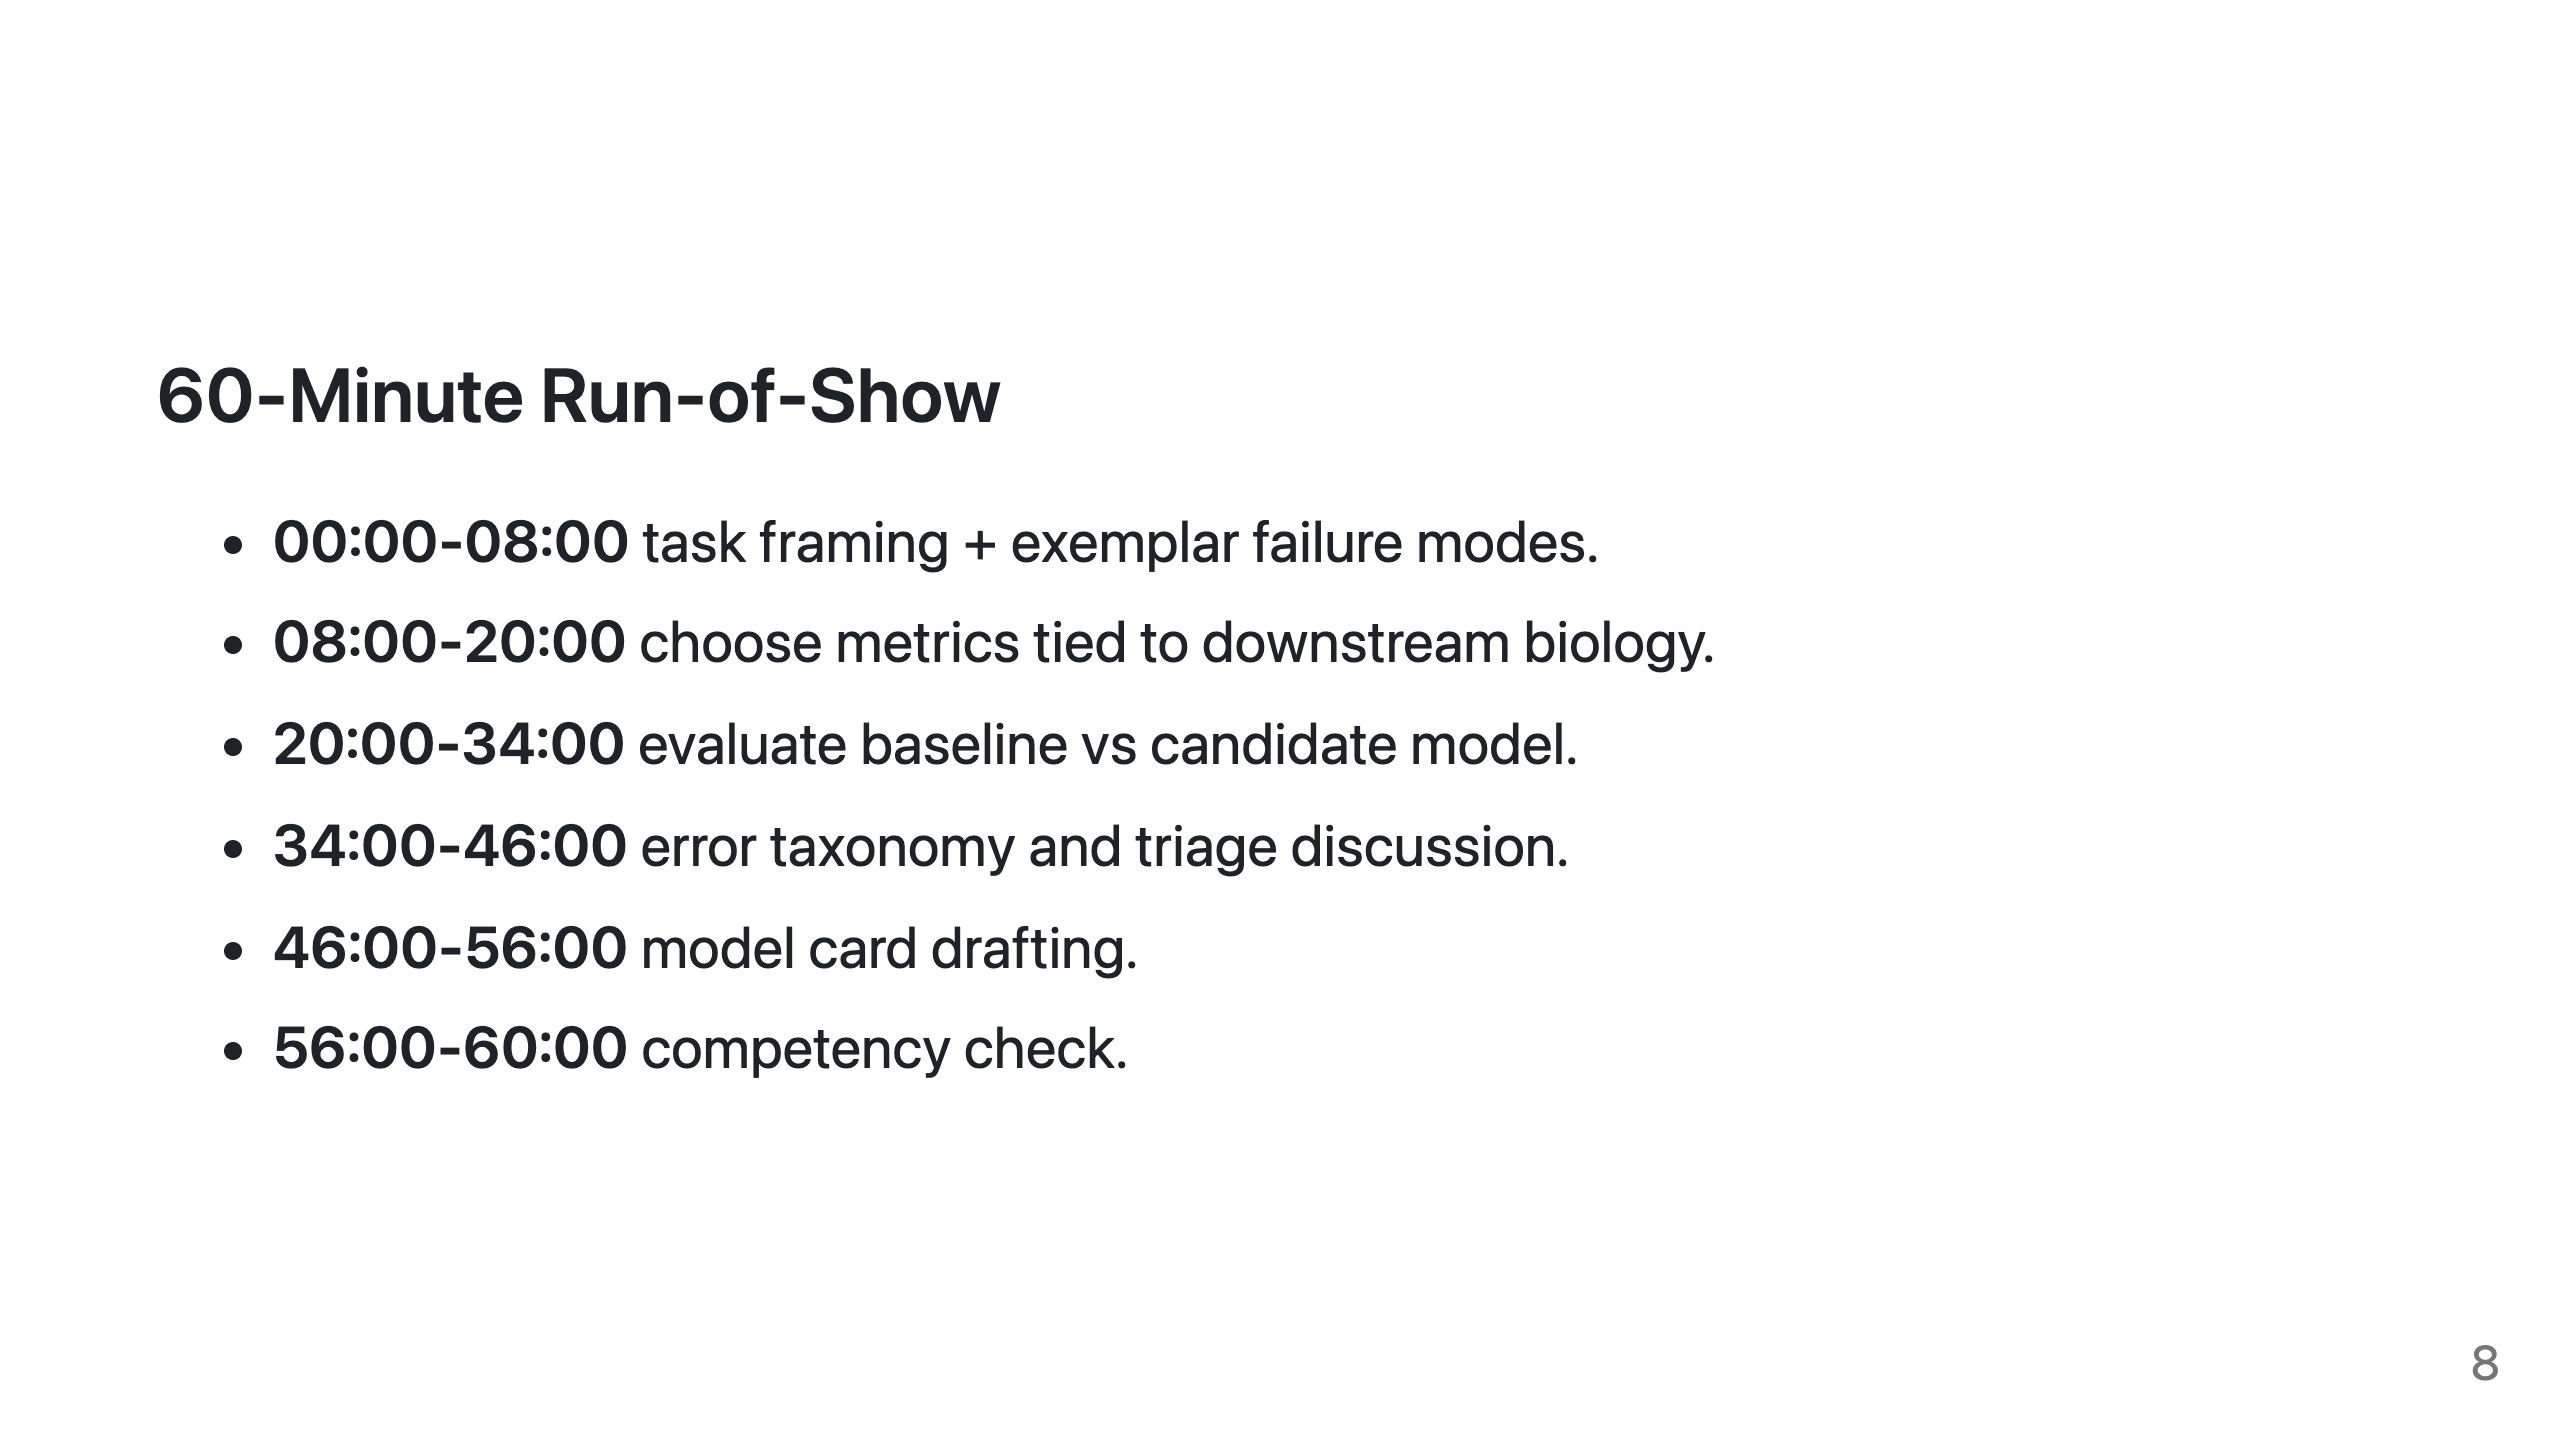 60-Minute Run-of-Show
• 00:00-08:00 task framing + exemplar failure modes.
• 08:00-20:00 choose metrics tied to downstream biology.
• 20:00-34:00 evaluate baseline vs candidate model.
• 34:00-46:00 error taxonomy and triage discussion.
• 46:00-56:00 model card drafting.
• 56:00-60:00 competency check.
8